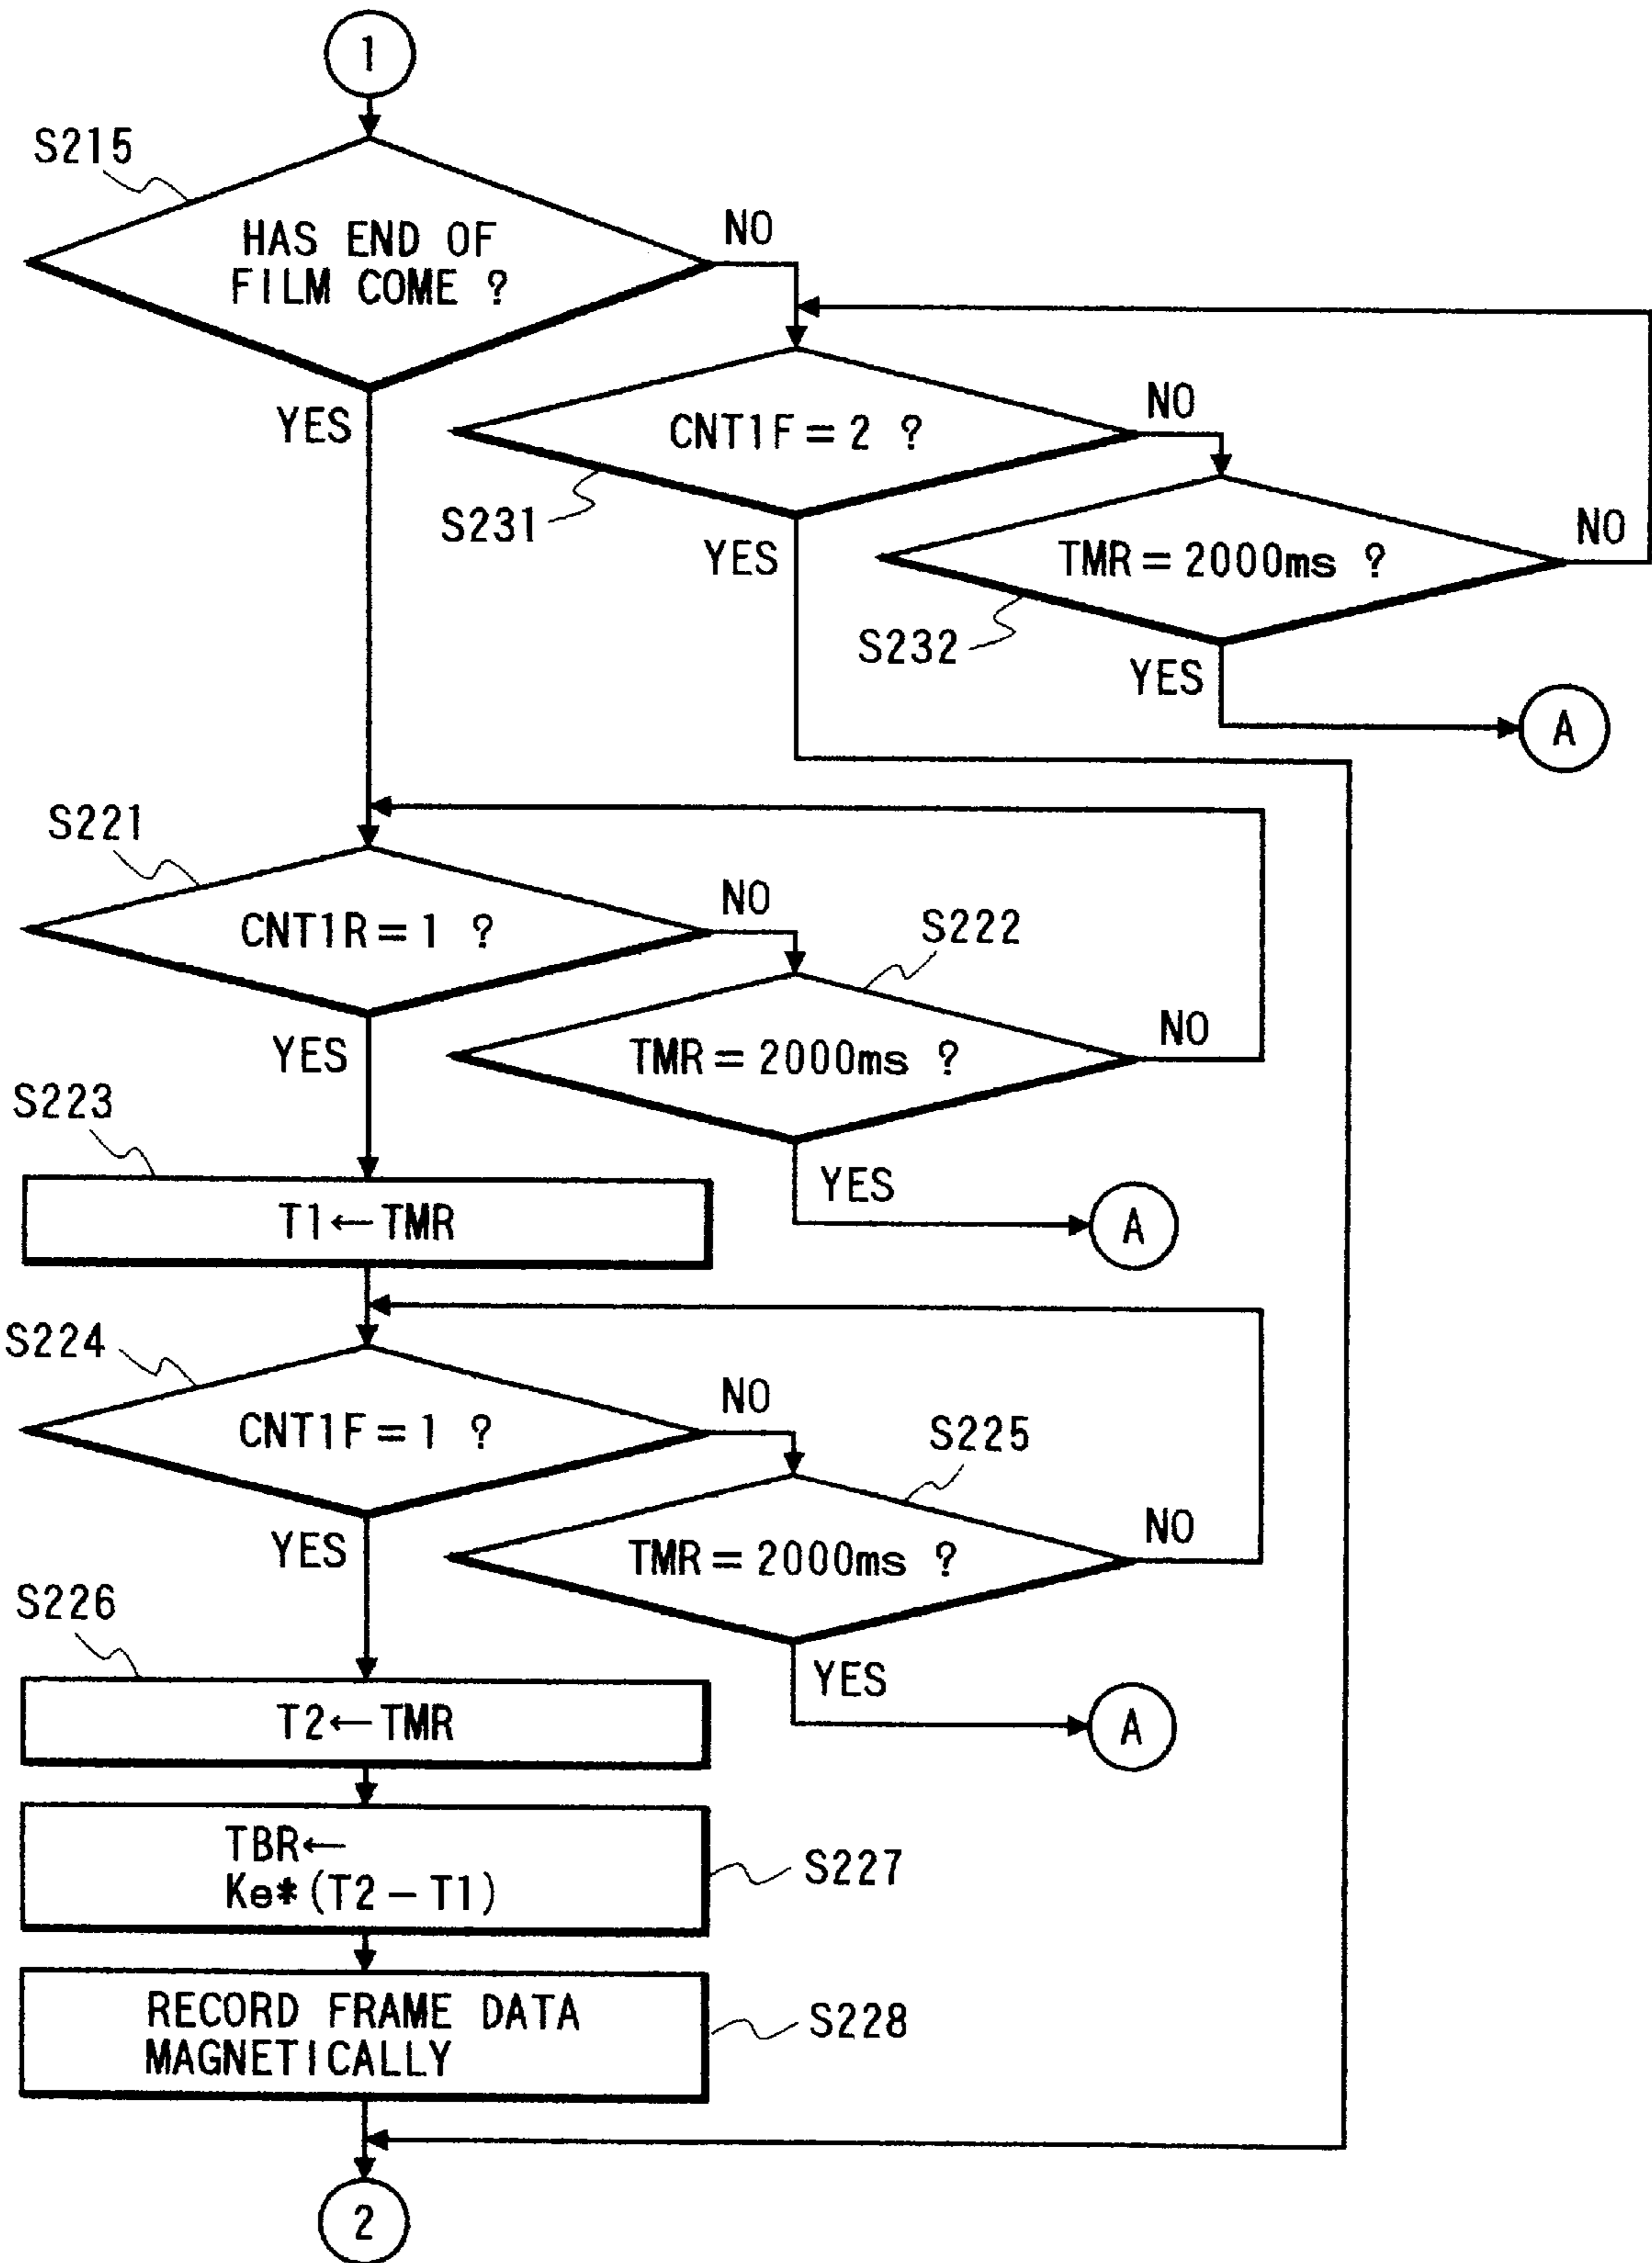 1
S215
HAS END OF
FILM COME ?
NO
YES
CNT1F=2 ?
NO
S231
YES
TMR=2000ms ?
NO
S232
YES
A
S221
CNT1R=1 ?
NO
S222
YES
TMR=2000ms ?
NO
S223
YES
A
T1←TMR
S224
CNT1F=1 ?
NO
S225
YES
TMR=2000ms ?
NO
S226
YES
A
T2←TMR
TBR←
Ke*(T2-T1)
S227
RECORD FRAME DATA
MAGNETICALLY
S228
2